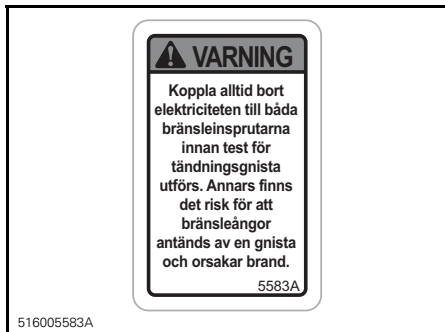 VARNING
Koppla alltid bort
elektriciteten till båda
bränsleinsprutarna
innan test för
tändningsgnista
utförs. Annars finns
det risk för att
bränsleångor
antänds av en gnista
och orsakar brand.
5583A
516005583A